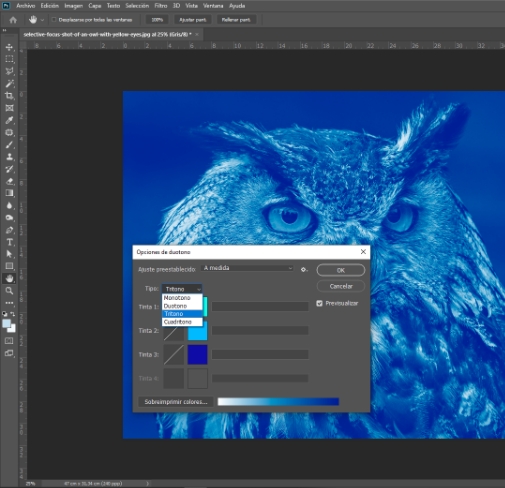 Ps Archivo Edición Imagen Capa Texto Selección Filtro 3D Vista Ventana Ayuda
Desplazarse por todas las ventanas 100% Ajustar pant. Rellenar pant.
selective-focus-shot-of-an-owl-with-yellow-eyes.jpg al 25% (Gris/8) * ×
Opciones de duotono
Ajuste preestablecido: A medida OK
Cancelar
Tipo: Tritono
Previsualizar
Monotono
Duotono
Tritono
Cuadritono
Tinta 1:
Tinta 2:
Tinta 3:
Tinta 4:
Sobreimprimir colores...
25%